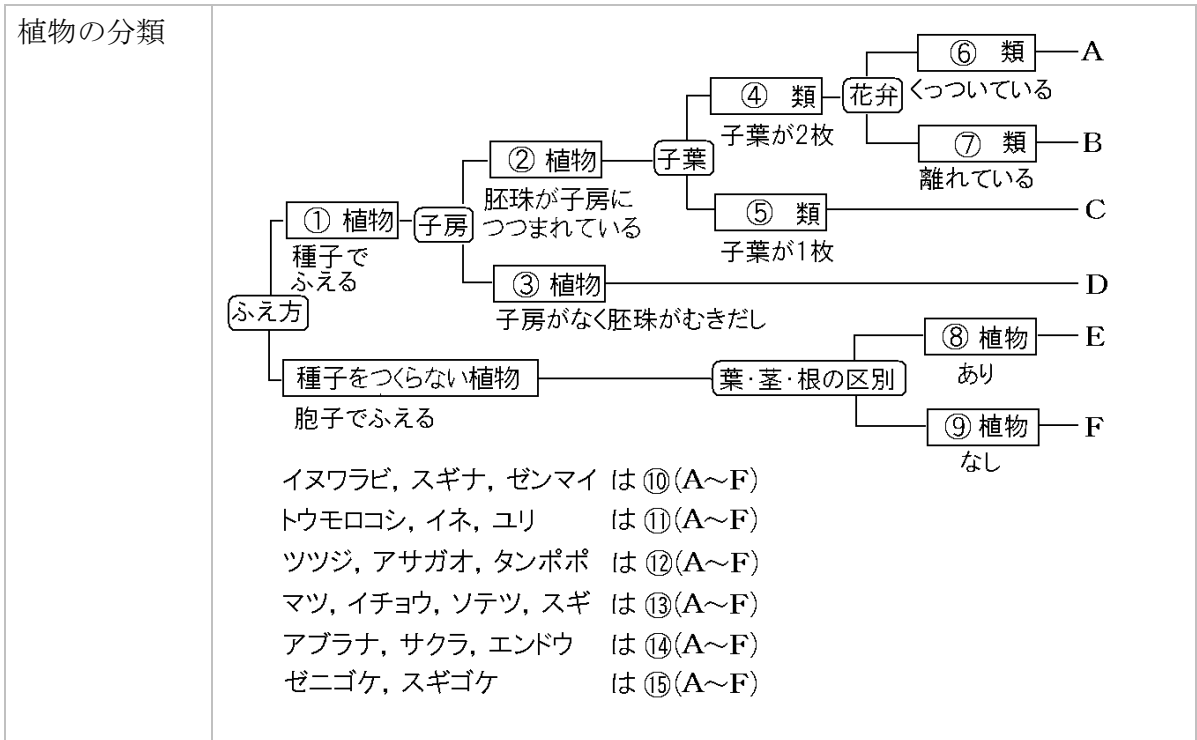 植物の分類
⑥ 類
A
くっついている
④ 類
花弁
子葉が2枚
⑦ 類
B
離れている
② 植物
子葉
胚珠が子房に
つつまれている
⑤ 類
C
子葉が1枚
① 植物
子房
種子で
ふえる
③ 植物
D
子房がなく胚珠がむきだし
ふえ方
⑧ 植物
E
あり
種子をつくらない植物
葉・茎・根の区別
胞子でふえる
⑨ 植物
F
なし
イヌワラビ, スギナ, ゼンマイ は ⑩(A～F)
トウモロコシ, イネ, ユリ は ⑪(A～F)
ツツジ, アサガオ, タンポポ は ⑫(A～F)
マツ, イチョウ, ソテツ, スギ は ⑬(A～F)
アブラナ, サクラ, エンドウ は ⑭(A～F)
ゼニゴケ, スギゴケ は ⑮(A～F)